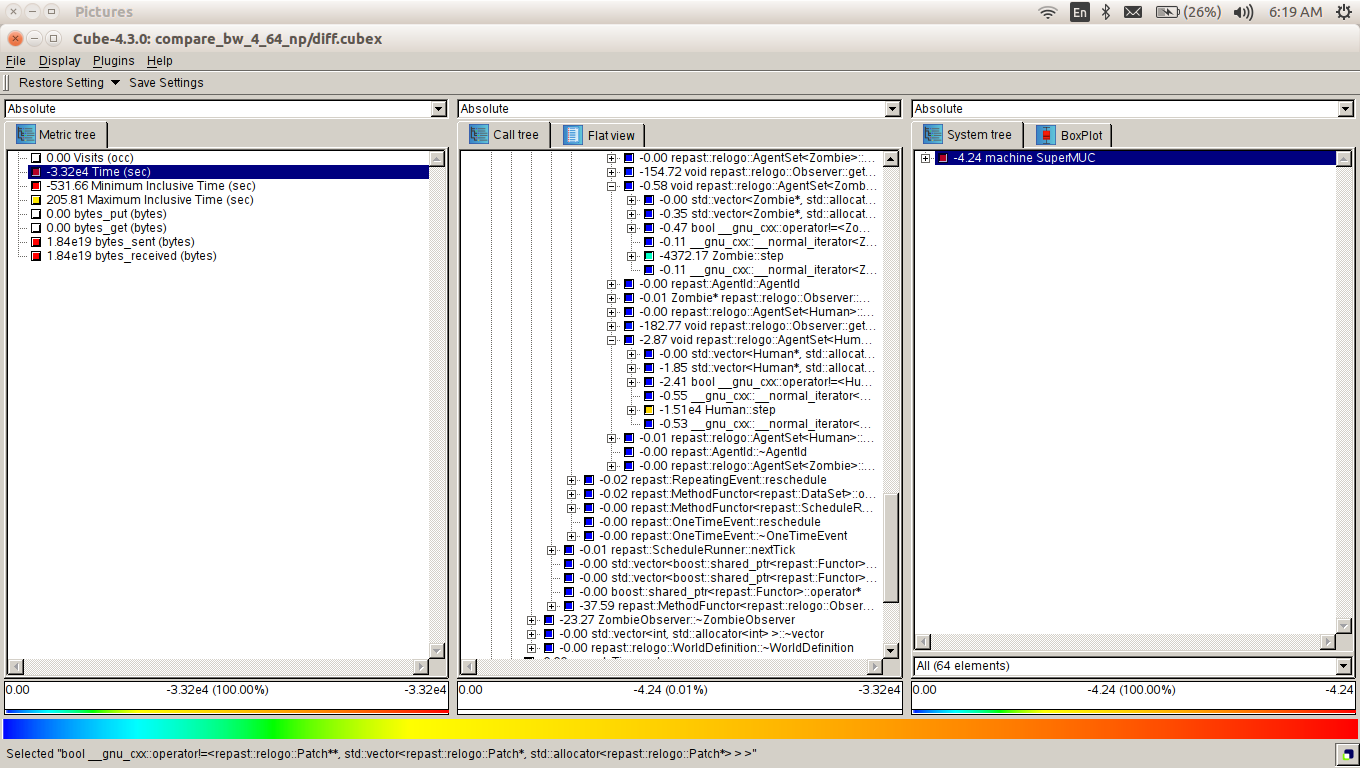 Pictures
En
(26%)
6:19 AM
Cube-4.3.0: compare_bw_4_64_np/diff.cubex
File Display Plugins Help
Restore Setting Save Settings
Absolute
Metric tree
0.00 Visits (occ)
-3.32e4 Time (sec)
-531.66 Minimum Inclusive Time (sec)
205.81 Maximum Inclusive Time (sec)
0.00 bytes_put (bytes)
0.00 bytes_get (bytes)
1.84e19 bytes_sent (bytes)
1.84e19 bytes_received (bytes)
0.00 -3.32e4 (100.00%) -3.32e4
Absolute
Call tree Flat view
-0.00 repast::relogo::AgentSet<Zombie>::...
-154.72 void repast::relogo::Observer::get...
-0.58 void repast::relogo::AgentSet<Zomb...
-0.00 std::vector<Zombie*, std::allocat...
-0.35 std::vector<Zombie*, std::allocat...
-0.47 bool __gnu_cxx::operator!=<Zo...
-0.11 __gnu_cxx::__normal_iterator<Z...
-4372.17 Zombie::step
-0.11 __gnu_cxx::__normal_iterator<Z...
-0.00 repast::AgentId::AgentId
-0.01 Zombie* repast::relogo::Observer::...
-0.00 repast::relogo::AgentSet<Human>::...
-182.77 void repast::relogo::Observer::get...
-2.87 void repast::relogo::AgentSet<Hum...
-0.00 std::vector<Human*, std::allocat...
-1.85 std::vector<Human*, std::allocat...
-2.41 bool __gnu_cxx::operator!=<Hu...
-0.55 __gnu_cxx::__normal_iterator<...
-1.51e4 Human::step
-0.53 __gnu_cxx::__normal_iterator<...
-0.01 repast::relogo::AgentSet<Human>::...
-0.00 repast::AgentId::~AgentId
-0.00 repast::relogo::AgentSet<Zombie>::...
-0.02 repast::RepeatingEvent::reschedule
-0.02 repast::MethodFunctor<repast::DataSet>::o...
-0.00 repast::MethodFunctor<repast::ScheduleR...
-0.00 repast::OneTimeEvent::reschedule
-0.00 repast::OneTimeEvent::~OneTimeEvent
-0.01 repast::ScheduleRunner::nextTick
-0.00 std::vector<boost::shared_ptr<repast::Functor>...
-0.00 std::vector<boost::shared_ptr<repast::Functor>...
-0.00 boost::shared_ptr<repast::Functor>::operator*
-37.59 repast::MethodFunctor<repast::relogo::Obser...
-23.27 ZombieObserver::~ZombieObserver
-0.00 std::vector<int, std::allocator<int> >::~vector
-0.00 repast::relogo::WorldDefinition::~WorldDefinition
0.00 -4.24 (0.01%) -3.32e4
Absolute
System tree BoxPlot
-4.24 machine SuperMUC
All (64 elements)
0.00 -4.24 (100.00%) -4.24
Selected "bool __gnu_cxx::operator!=<repast::relogo::Patch**, std::vector<repast::relogo::Patch*, std::allocator<repast::relogo::Patch*> > >"